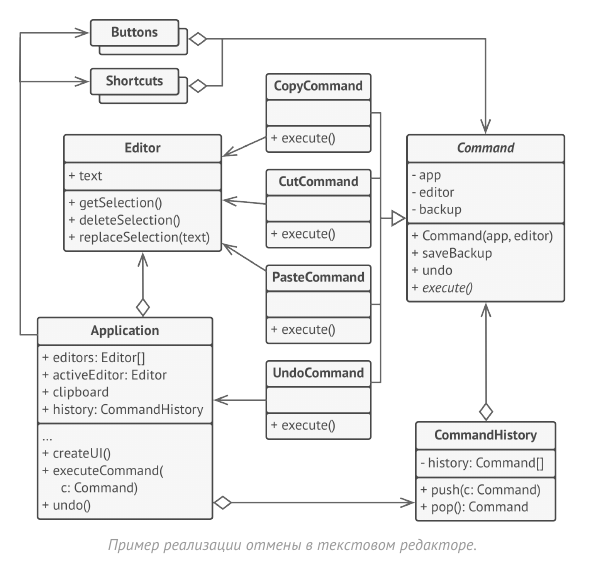 Buttons
Shortcuts
CopyCommand
+ execute()
Editor
+ text
+ getSelection()
+ deleteSelection()
+ replaceSelection(text)
CutCommand
+ execute()
Command
- app
- editor
- backup
+ Command(app, editor)
+ saveBackup
+ undo
+ execute()
PasteCommand
+ execute()
Application
+ editors: Editor[]
+ activeEditor: Editor
+ clipboard
+ history: CommandHistory
...
+ createUI()
+ executeCommand(
c: Command)
+ undo()
UndoCommand
+ execute()
CommandHistory
- history: Command[]
+ push(c: Command)
+ pop(): Command
Пример реализации отмены в текстовом редакторе.